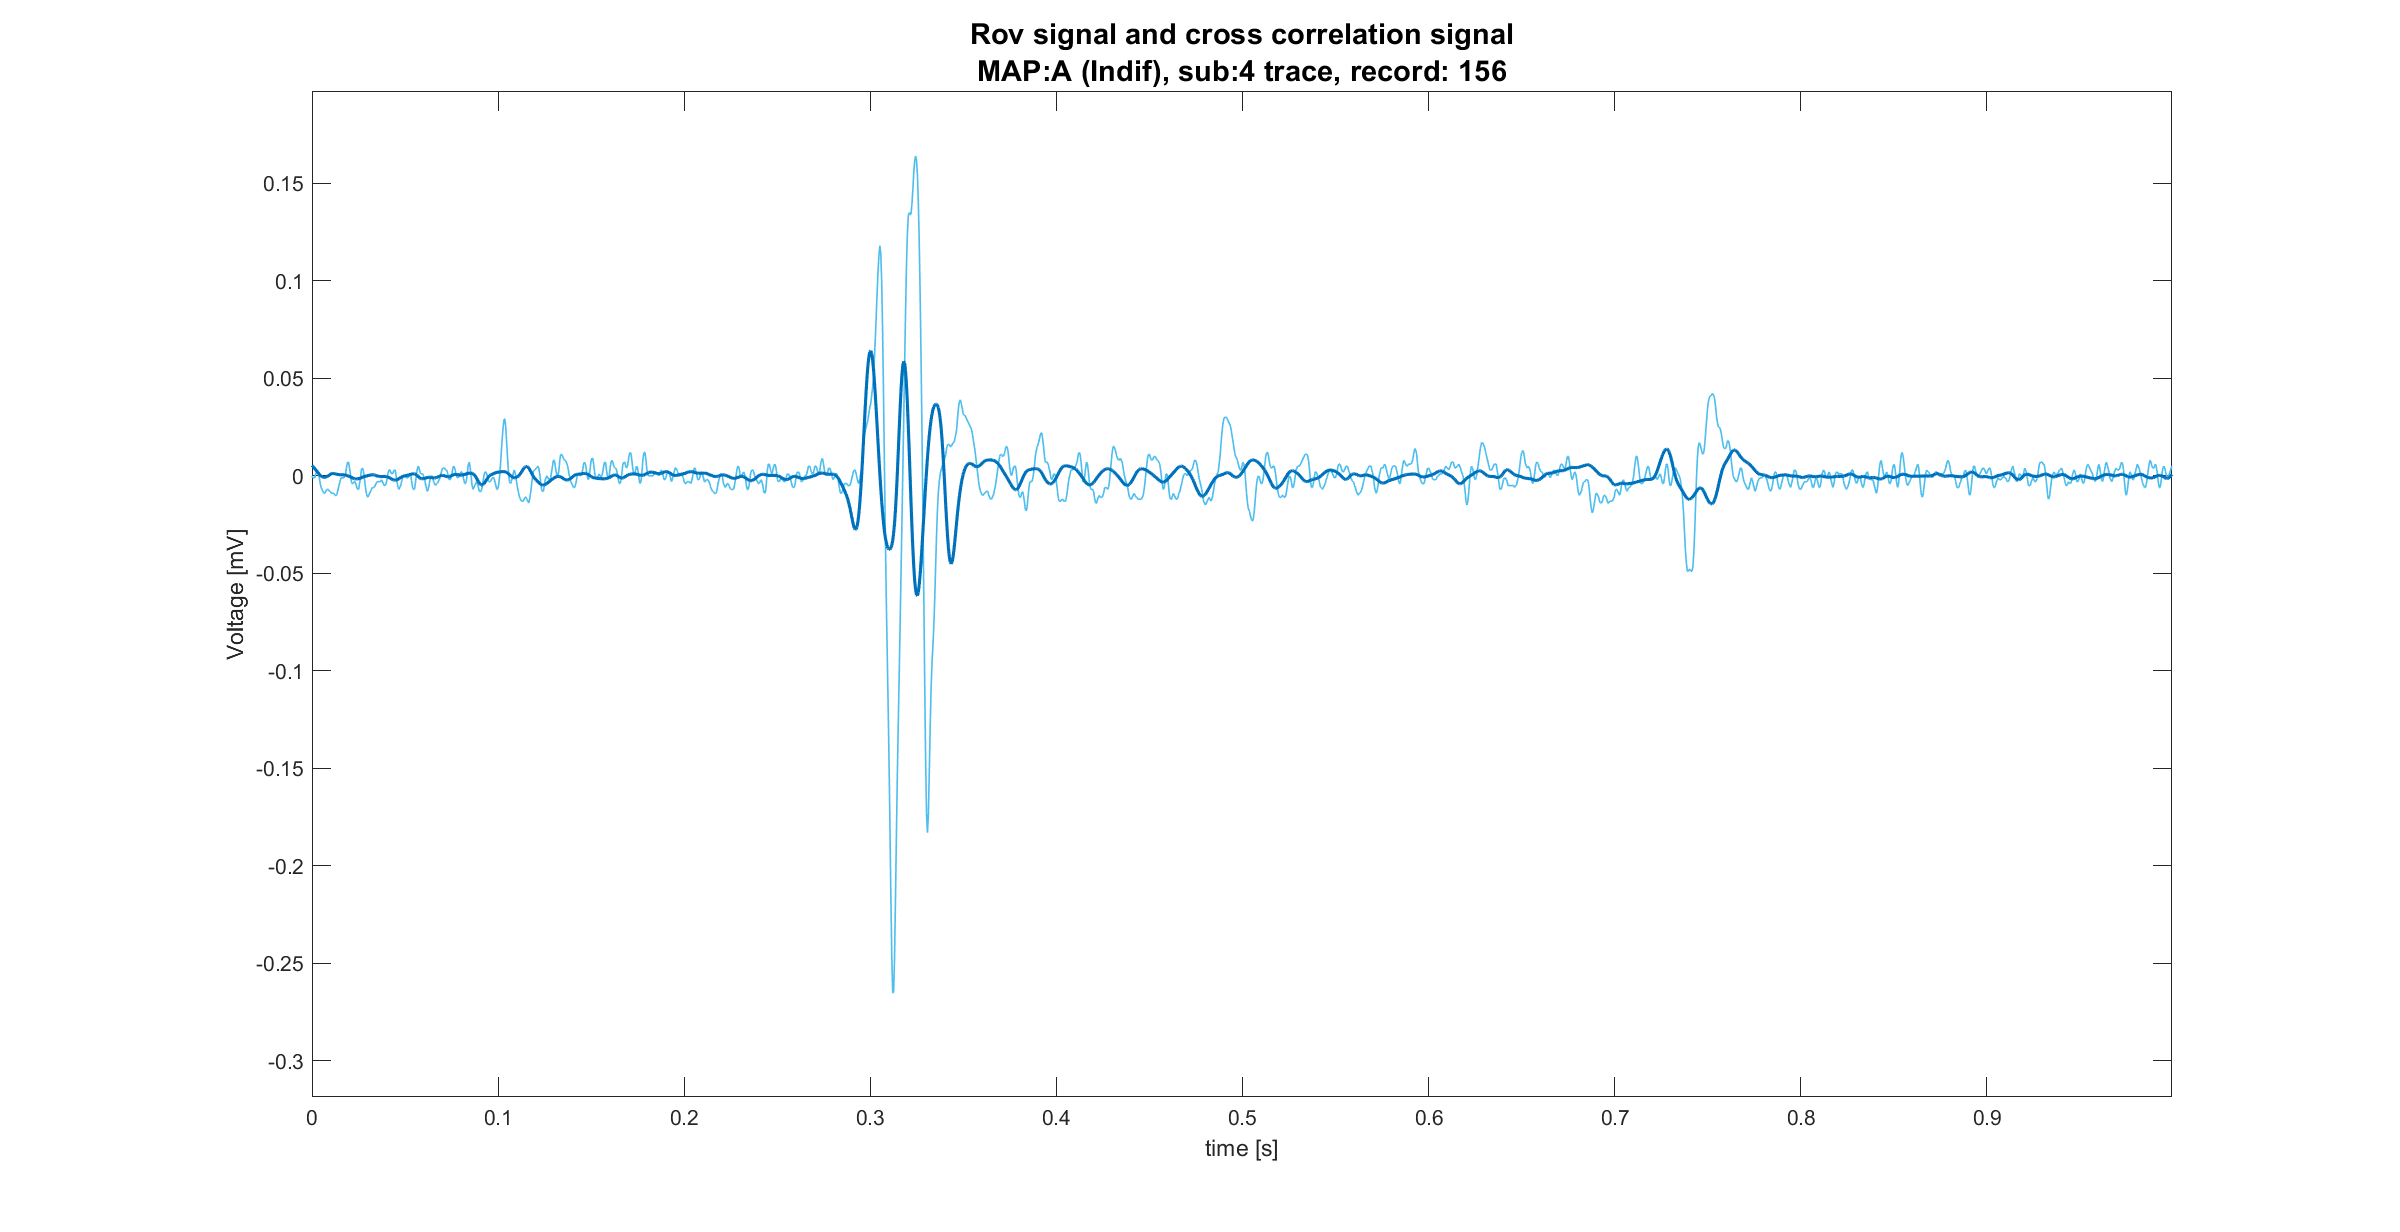 Rov signal and cross correlation signal
MAP:A (Indif), sub:4 trace, record: 156
0.15
0.1
0.05
0
-0.05
-0.1
-0.15
-0.2
-0.25
-0.3
Voltage [mV]
0 0.1 0.2 0.3 0.4 0.5 0.6 0.7 0.8 0.9
time [s]